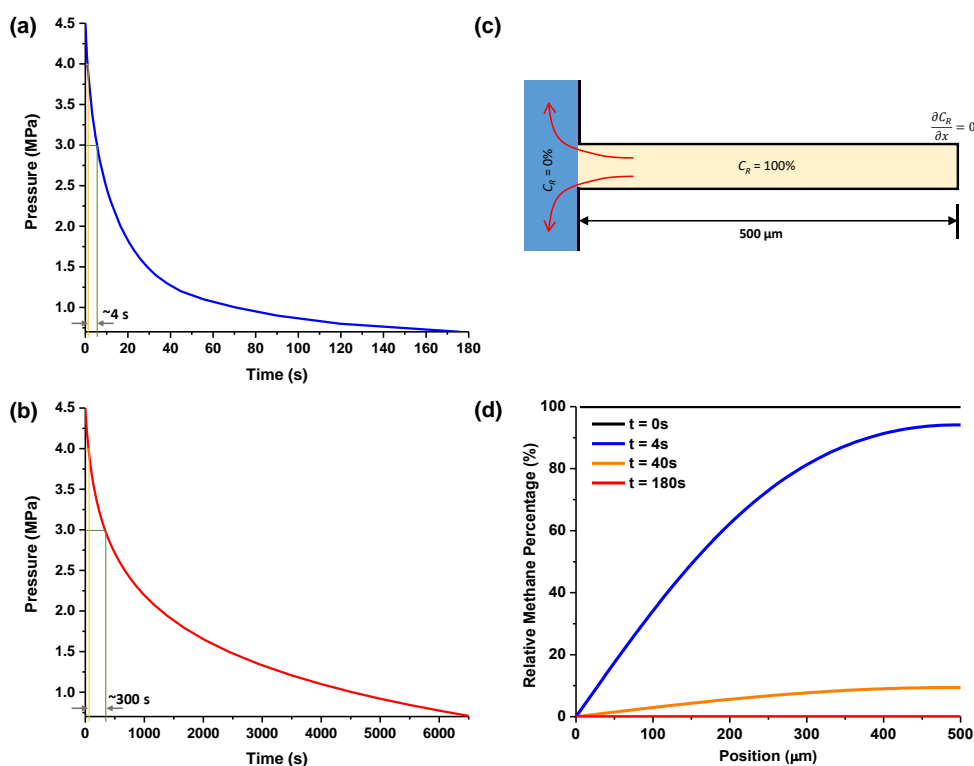 (a)
4.5
4.0
3.5
3.0
2.5
2.0
1.5
1.0
Pressure (MPa)
~4 s
0 20 40 60 80 100 120 140 160 180
Time (s)
(c)
∂C_R/∂x = 0
C_R = 0%
C_R = 100%
500 µm
(b)
4.5
4.0
3.5
3.0
2.5
2.0
1.5
1.0
Pressure (MPa)
~300 s
0 1000 2000 3000 4000 5000 6000
Time (s)
(d)
100
80
60
40
20
0
Relative Methane Percentage (%)
t = 0s
t = 4s
t = 40s
t = 180s
0 100 200 300 400 500
Position (µm)